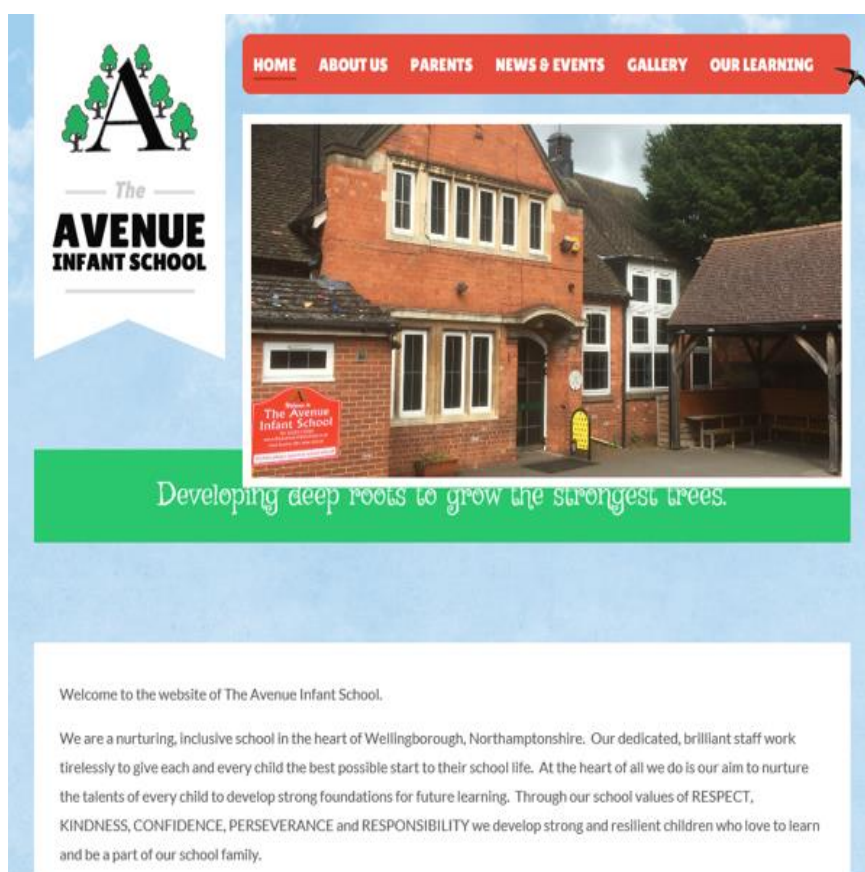 A
The
AVENUE
INFANT SCHOOL
HOME ABOUT US PARENTS NEWS & EVENTS GALLERY OUR LEARNING
Welcome to
The Avenue
Infant School
Developing deep roots to grow the strongest trees.
Welcome to the website of The Avenue Infant School.
We are a nurturing, inclusive school in the heart of Wellingborough, Northamptonshire. Our dedicated, brilliant staff work
tirelessly to give each and every child the best possible start to their school life. At the heart of all we do is our aim to nurture
the talents of every child to develop strong foundations for future learning. Through our school values of RESPECT,
KINDNESS, CONFIDENCE, PERSEVERANCE and RESPONSIBILITY we develop strong and resilient children who love to learn
and be a part of our school family.